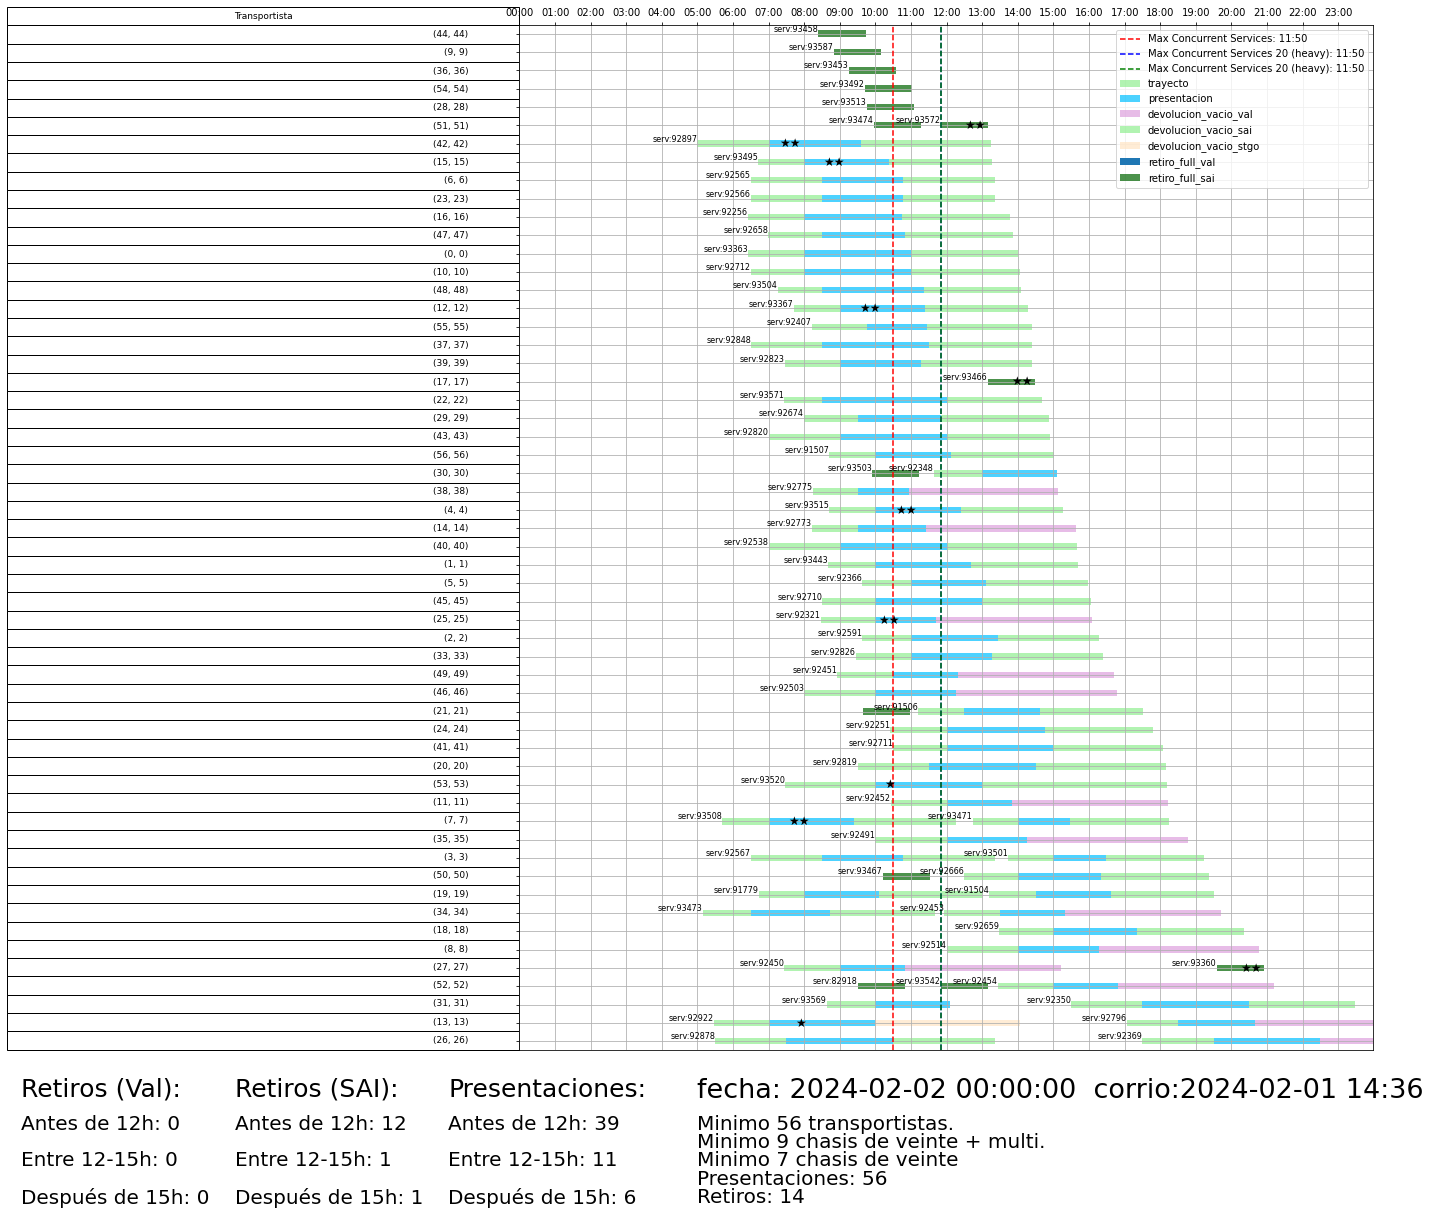 Transportista
00:00 01:00 02:00 03:00 04:00 05:00 06:00 07:00 08:00 09:00 10:00 11:00 12:00 13:00 14:00 15:00 16:00 17:00 18:00 19:00 20:00 21:00 22:00 23:00
Max Concurrent Services: 11:50
Max Concurrent Services 20 (heavy): 11:50
Max Concurrent Services 20 (heavy): 11:50
trayecto
presentacion
devolucion_vacio_val
devolucion_vacio_sai
devolucion_vacio_stgo
retiro_full_val
retiro_full_sai
(44, 44) serv:93458
(9, 9) serv:93587
(36, 36) serv:93453
(54, 54) serv:93492
(28, 28) serv:93513
(51, 51) serv:93474 serv:93572
(42, 42) serv:92897
(15, 15) serv:93495
(6, 6) serv:92565
(23, 23) serv:92566
(16, 16) serv:92256
(47, 47) serv:92658
(0, 0) serv:93363
(10, 10) serv:92712
(48, 48) serv:93504
(12, 12) serv:93367
(55, 55) serv:92407
(37, 37) serv:92848
(39, 39) serv:92823
(17, 17) serv:93466
(22, 22) serv:93571
(29, 29) serv:92674
(43, 43) serv:92820
(56, 56) serv:91507
(30, 30) serv:93503 serv:92348
(38, 38) serv:92775
(4, 4) serv:93515
(14, 14) serv:92773
(40, 40) serv:92538
(1, 1) serv:93443
(5, 5) serv:92366
(45, 45) serv:92710
(25, 25) serv:92321
(2, 2) serv:92591
(33, 33) serv:92826
(49, 49) serv:92451
(46, 46) serv:92503
(21, 21) serv:91506
(24, 24) serv:92251
(41, 41) serv:92711
(20, 20) serv:92819
(53, 53) serv:93520
(11, 11) serv:92452
(7, 7) serv:93508 serv:93471
(35, 35) serv:92491
(3, 3) serv:92567 serv:93501
(50, 50) serv:93467 serv:92666
(19, 19) serv:91779 serv:91504
(34, 34) serv:93473 serv:92453
(18, 18) serv:92659
(8, 8) serv:92514
(27, 27) serv:92450 serv:93360
(52, 52) serv:82918 serv:93542 serv:92454
(31, 31) serv:93569 serv:92350
(13, 13) serv:92922 serv:92796
(26, 26) serv:92878 serv:92369
Retiros (Val): Retiros (SAI): Presentaciones: fecha: 2024-02-02 00:00:00 corrio:2024-02-01 14:36
Antes de 12h: 0 Antes de 12h: 12 Antes de 12h: 39 Minimo 56 transportistas.
Minimo 9 chasis de veinte + multi.
Entre 12-15h: 0 Entre 12-15h: 1 Entre 12-15h: 11 Minimo 7 chasis de veinte
Presentaciones: 56
Después de 15h: 0 Después de 15h: 1 Después de 15h: 6 Retiros: 14